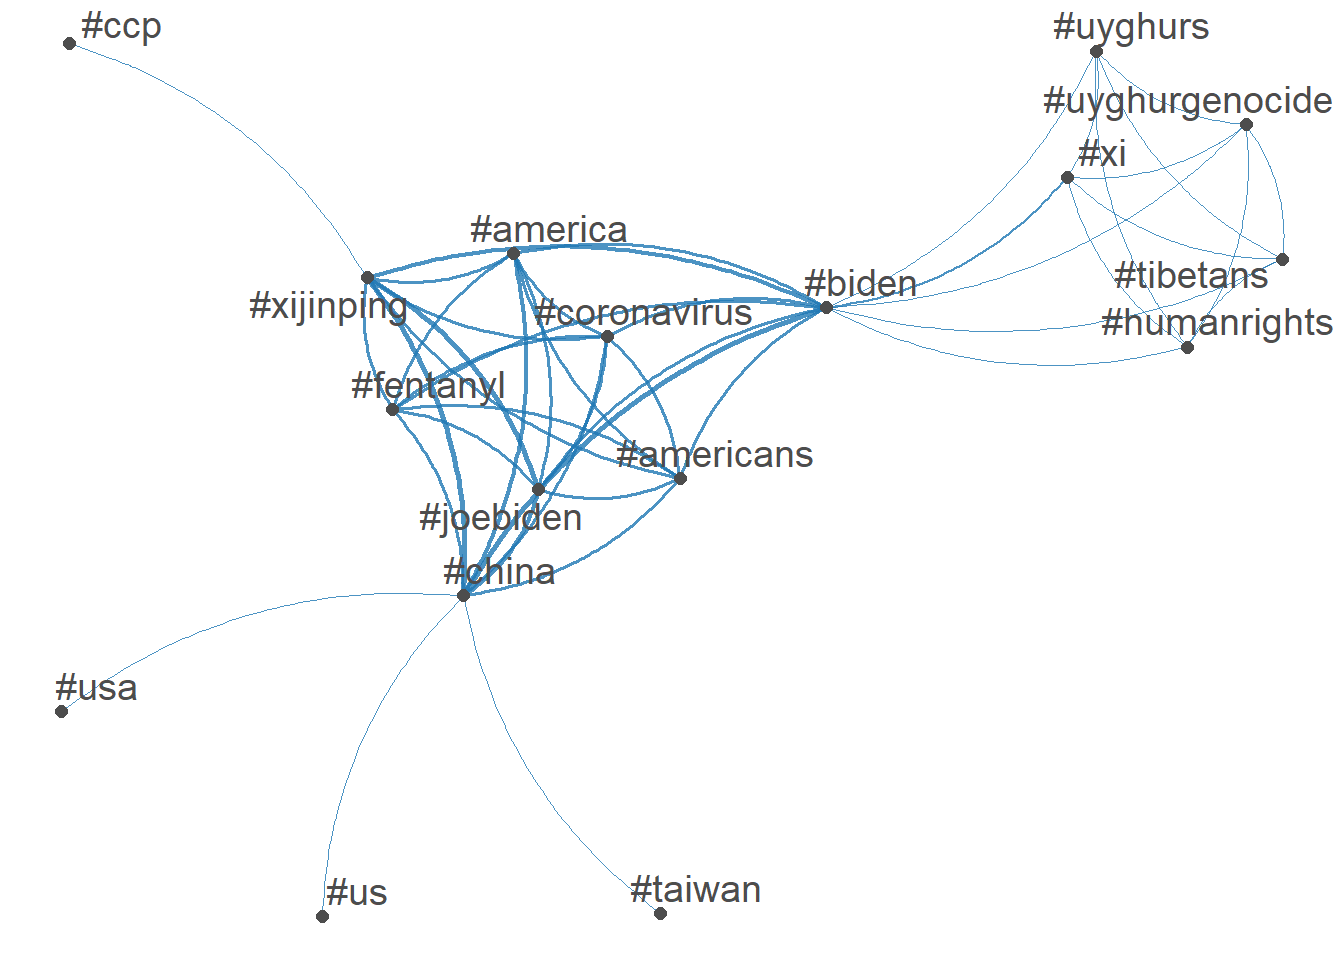 #ccp
#uyghurs
#uyghurgenocide
#xi
#america
#tibetans
#biden
#xijinping
#coronavirus
#humanrights
#fentanyl
#americans
#joebiden
#china
#usa
#us
#taiwan